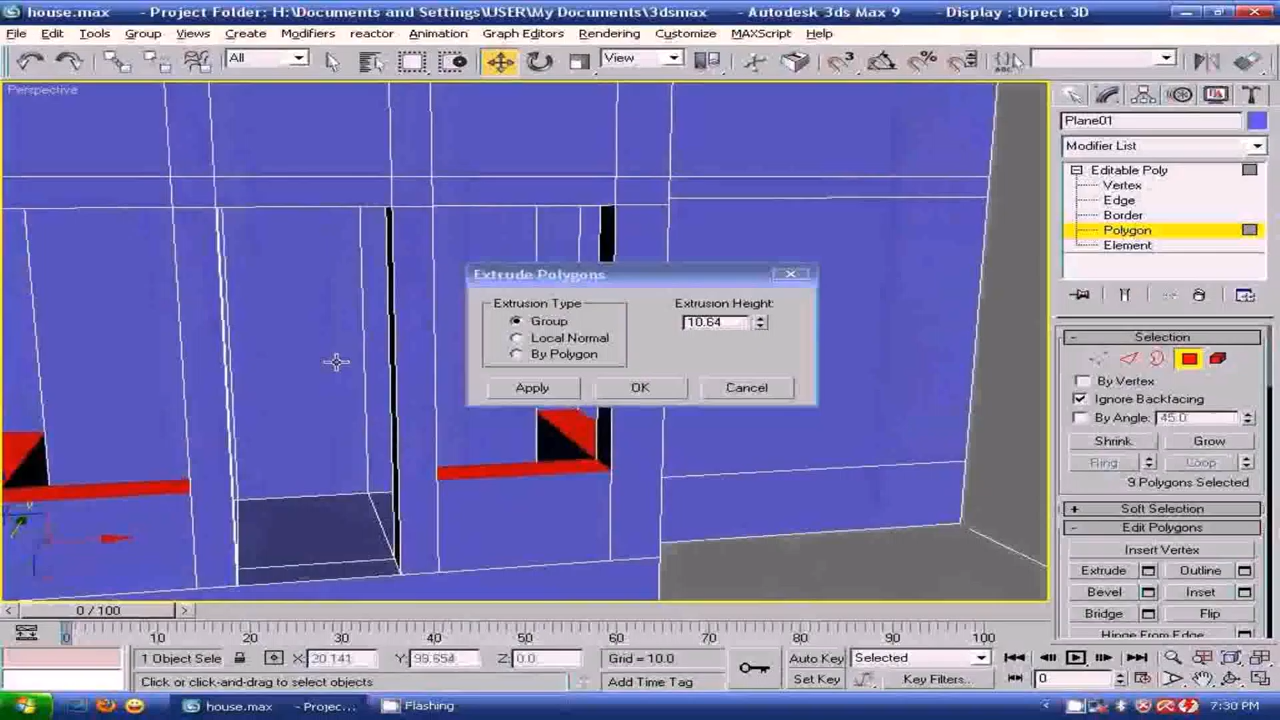 house.max - Project Folder: H:\Documents and Settings\USER\My Documents\3dsmax - Autodesk 3ds Max 9 - Display : Direct 3D
File Edit Tools Group Views Create Modifiers reactor Animation Graph Editors Rendering Customize MAXScript Help
All View
Perspective
Plane01
Modifier List
Editable Poly
Vertex
Edge
Border
Polygon
Element
Extrude Polygons
Extrusion Type Extrusion Height:
Group 10.64
Local Normal
By Polygon
Apply OK Cancel
Selection
By Vertex
Ignore Backfacing
By Angle: 45.0
Shrink Grow
Ring Loop
9 Polygons Selected
Soft Selection
Edit Polygons
Insert Vertex
Extrude Outline
Bevel Inset
Bridge Flip
Hinge From Edge
< 0 / 100 >
0 10 20 30 40 50 60 70 80 90 100
1 Object Sele X: 20.141 Y: 99.654 Z: 0.0 Grid = 10.0 Auto Key Selected
Click or click-and-drag to select objects Add Time Tag Set Key Key Filters... 0
house.max - Projec... Flashing 7:30 PM